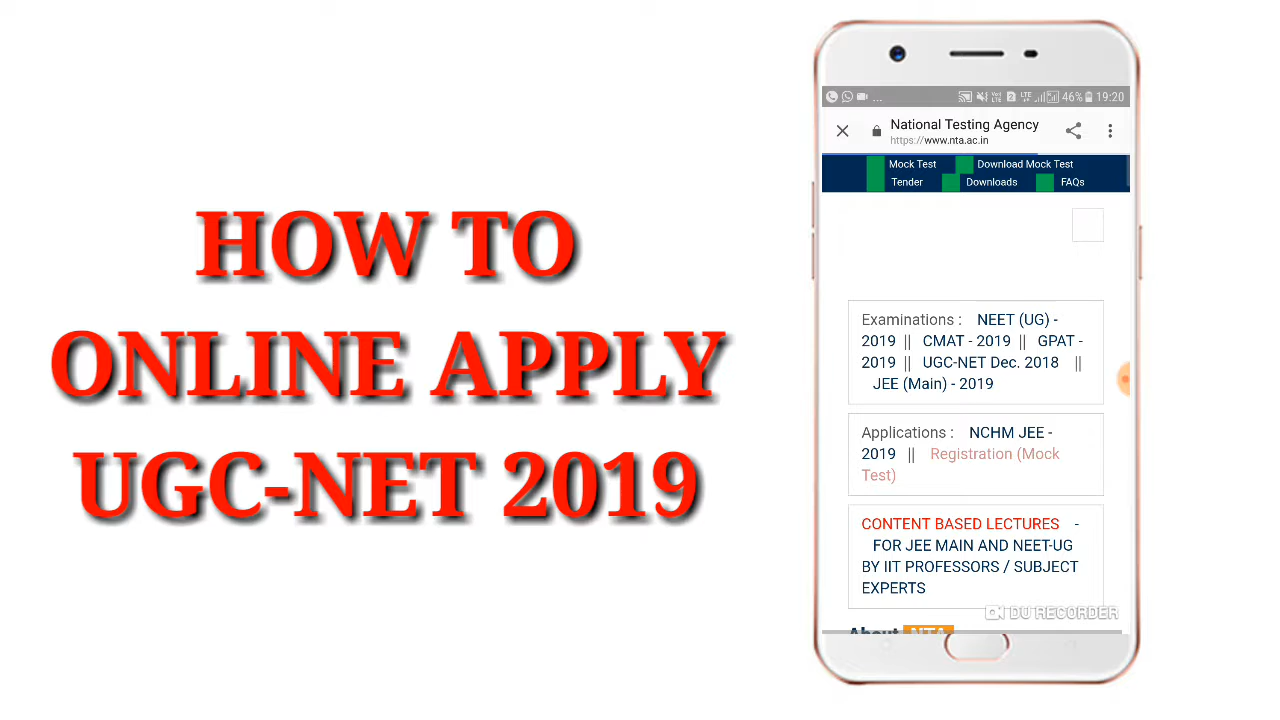 HOW TO
ONLINE APPLY
UGC-NET 2019
... 46% 19:20
National Testing Agency
https://www.nta.ac.in
Mock Test Download Mock Test
Tender Downloads FAQs
Examinations : NEET (UG) -
2019 || CMAT - 2019 || GPAT -
2019 || UGC-NET Dec. 2018 ||
JEE (Main) - 2019
Applications : NCHM JEE -
2019 || Registration (Mock
Test)
CONTENT BASED LECTURES -
FOR JEE MAIN AND NEET-UG
BY IIT PROFESSORS / SUBJECT
EXPERTS
DU RECORDER
About NTA